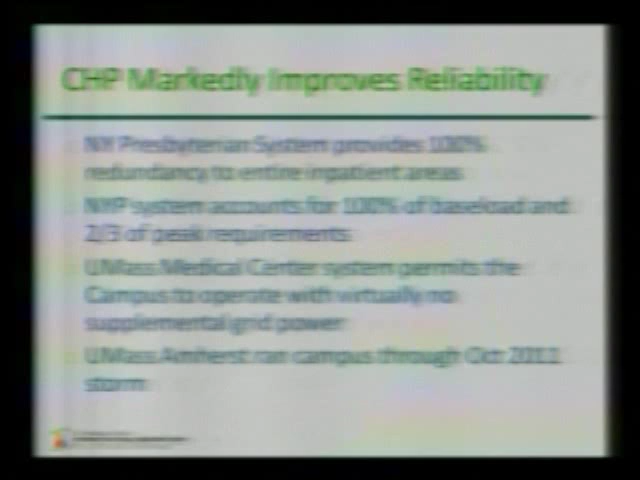 CHP Markedly Improves Reliability
NY Presbyterian System provides 100%
redundancy to entire inpatient areas
NYP system accounts for 100% of baseload and
2/3 of peak requirements
UMass Medical Center system permits the
Campus to operate with virtually no
supplemental grid power
UMass Amherst ran campus through Oct 2011
storm